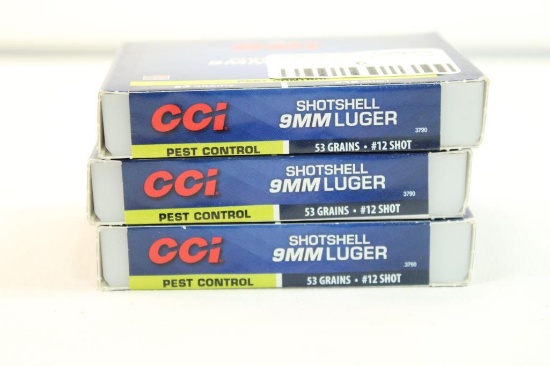 CCi SHOTSHELL
9MM LUGER
3790
PEST CONTROL 53 GRAINS • #12 SHOT
CCi SHOTSHELL
9MM LUGER
3790
PEST CONTROL 53 GRAINS • #12 SHOT
CCi SHOTSHELL
9MM LUGER
3790
PEST CONTROL 53 GRAINS • #12 SHOT